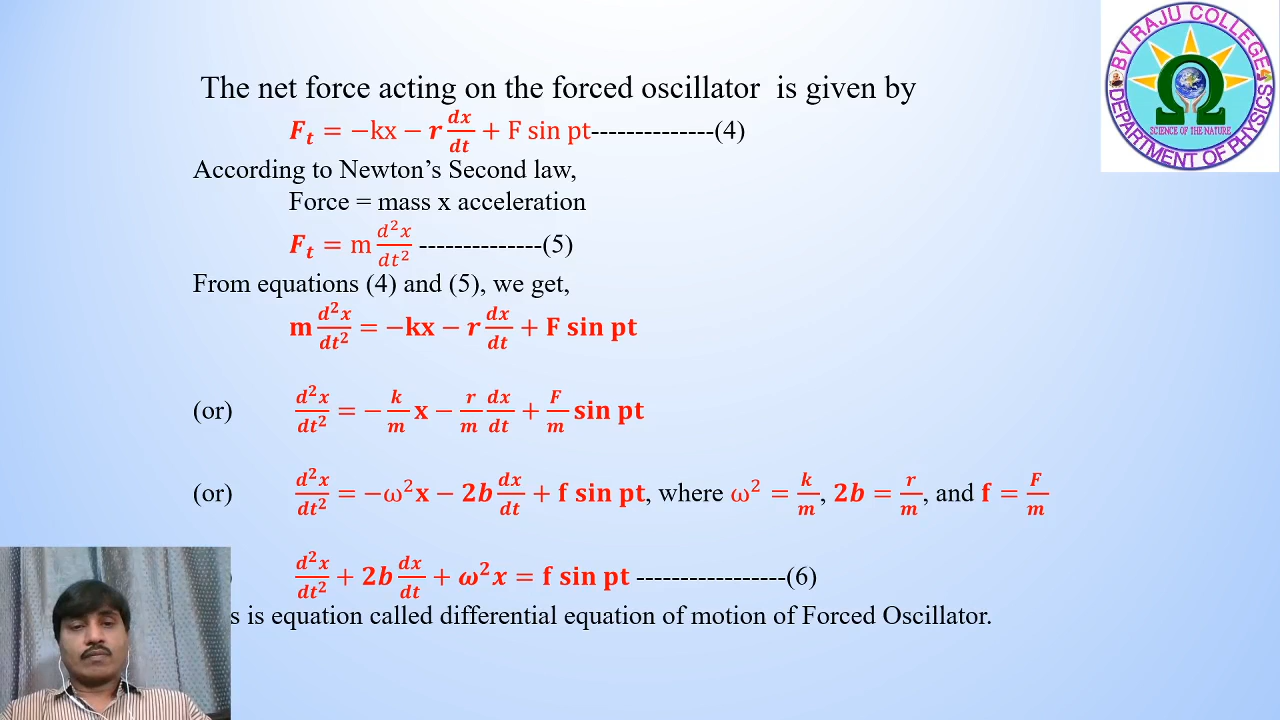 The net force acting on the forced oscillator is given by
F_t = −kx − r dx/dt + F sin pt--------------(4)
According to Newton's Second law,
Force = mass x acceleration
F_t = m d²x/dt² --------------(5)
From equations (4) and (5), we get,
m d²x/dt² = −kx − r dx/dt + F sin pt
(or) d²x/dt² = − k/m x − r/m dx/dt + F/m sin pt
(or) d²x/dt² = −ω²x − 2b dx/dt + f sin pt, where ω² = k/m, 2b = r/m, and f = F/m
d²x/dt² + 2b dx/dt + ω²x = f sin pt -----------------(6)
s is equation called differential equation of motion of Forced Oscillator.
BV RAJU COLLEGE
Ω
SCIENCE OF THE NATURE
DEPARTMENT OF PHYSICS